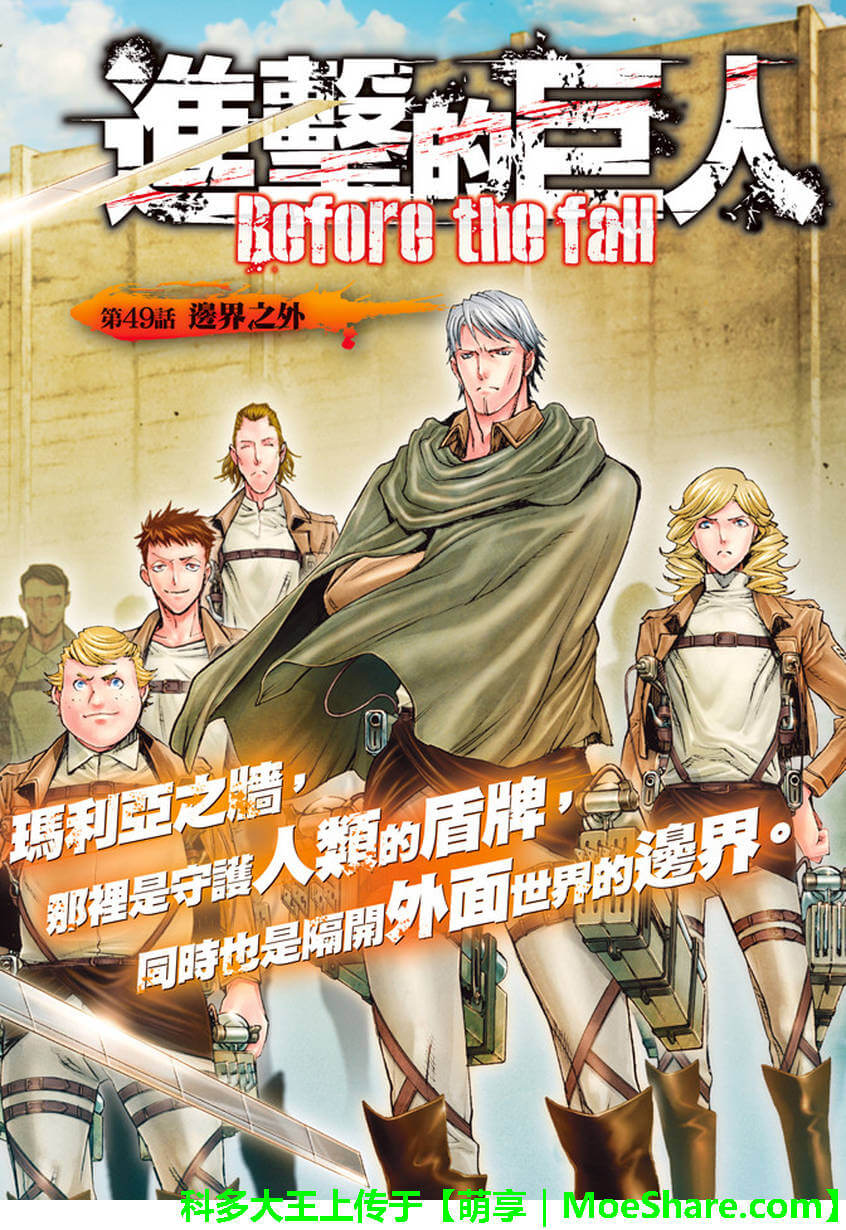 進擊的巨人
Before the fall
第49話 邊界之外
瑪利亞之牆，
那裡是守護人類的盾牌，
同時也是隔開外面世界的邊界。
科多大王上传于【萌享｜MoeShare.com】